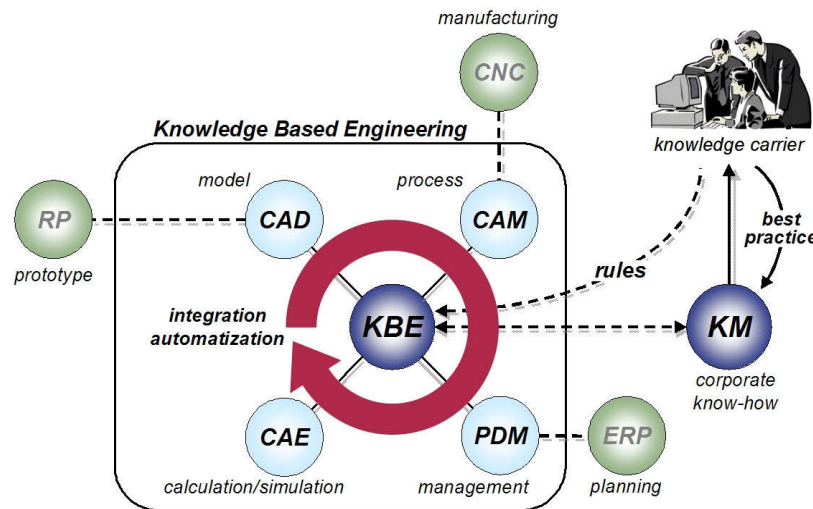 manufacturing
CNC
Knowledge Based Engineering
knowledge carrier
model
process
RP
CAD
CAM
best
practice
prototype
rules
integration
automatization
KBE
KM
corporate
know-how
CAE
PDM
ERP
calculation/simulation
management
planning